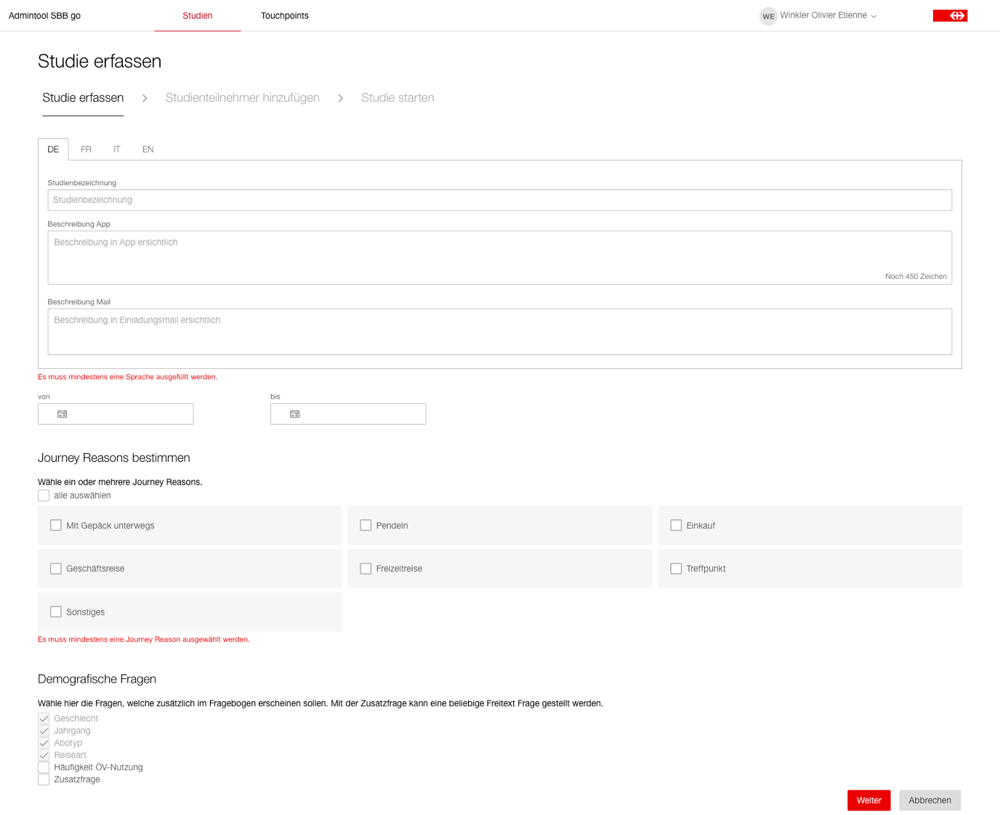 Admintool SBB go
Studien
Touchpoints
WE Winkler Olivier Etienne
Studie erfassen
Studie erfassen
Studienteilnehmer hinzufügen
Studie starten
DE
FR
IT
EN
Studienbezeichnung
Studienbezeichnung
Beschreibung App
Beschreibung in App ersichtlich
Noch 450 Zeichen
Beschreibung Mail
Beschreibung in Einladungsmail ersichtlich
Es muss mindestens eine Sprache ausgefüllt werden.
von
bis
Journey Reasons bestimmen
Wähle ein oder mehrere Journey Reasons.
alle auswählen
Mit Gepäck unterwegs
Pendeln
Einkauf
Geschäftsreise
Freizeitreise
Treffpunkt
Sonstiges
Es muss mindestens eine Journey Reason ausgewählt werden.
Demografische Fragen
Wähle hier die Fragen, welche zusätzlich im Fragebogen erscheinen sollen. Mit der Zusatzfrage kann eine beliebige Freitext Frage gestellt werden.
Geschlecht
Jahrgang
Abotyp
Reiseart
Häufigkeit ÖV-Nutzung
Zusatzfrage
Weiter
Abbrechen